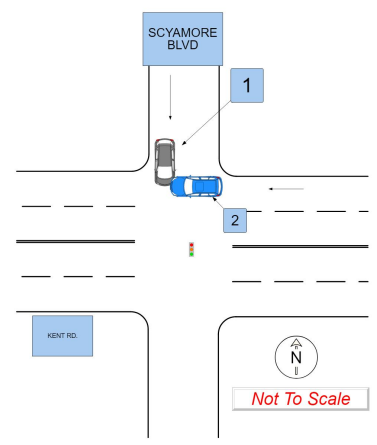 SCYAMORE
BLVD
1
2
KENT RD.
N
Not To Scale